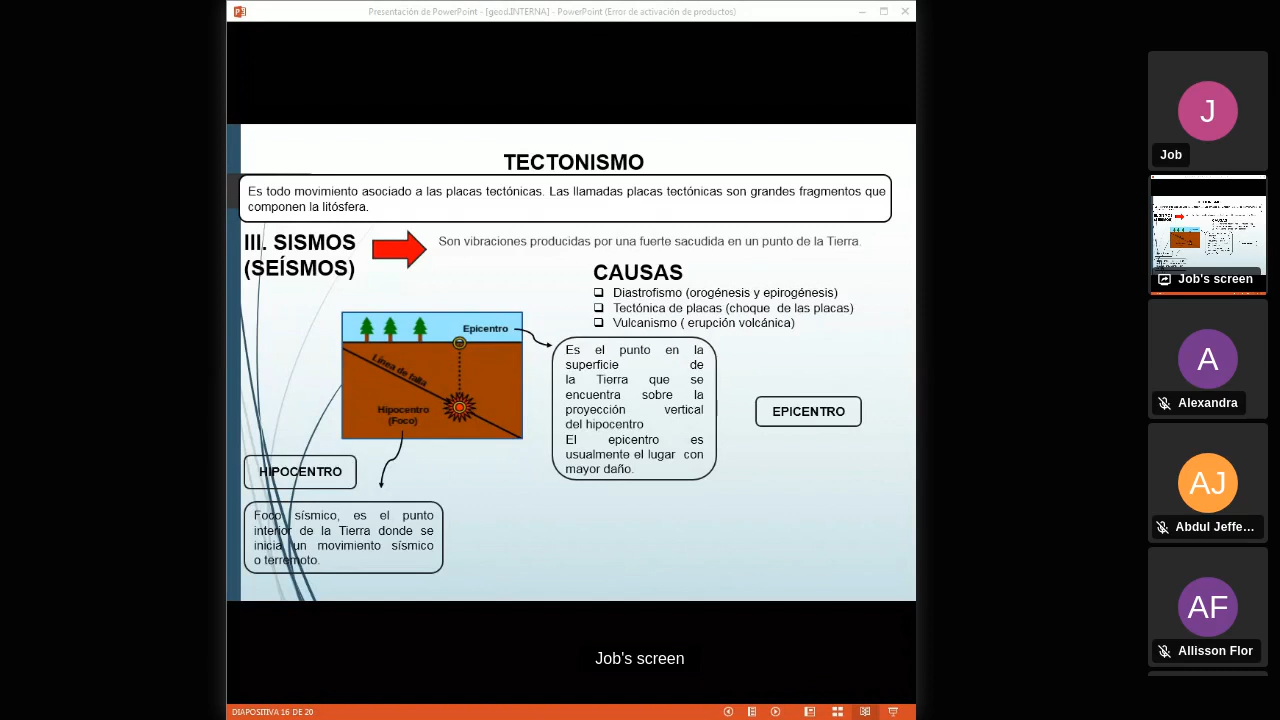 Presentación de PowerPoint - [geod.INTERNA] - PowerPoint (Error de activación de productos)
TECTONISMO
Es todo movimiento asociado a las placas tectónicas. Las llamadas placas tectónicas son grandes fragmentos que
componen la litósfera.
III. SISMOS
(SEÍSMOS)
Son vibraciones producidas por una fuerte sacudida en un punto de la Tierra.
CAUSAS
Diastrofismo (orogénesis y epirogénesis)
Tectónica de placas (choque de las placas)
Vulcanismo ( erupción volcánica)
Epicentro
Línea de falla
Hipocentro
(Foco)
Es el punto en la
superficie de
la Tierra que se
encuentra sobre la
proyección vertical
del hipocentro
El epicentro es
usualmente el lugar con
mayor daño.
EPICENTRO
HIPOCENTRO
Foco sísmico, es el punto
interior de la Tierra donde se
inicia un movimiento sísmico
o terremoto.
Job's screen
DIAPOSITIVA 16 DE 20
J
Job
Job's screen
A
Alexandra
AJ
Abdul Jeffe...
AF
Allisson Flor